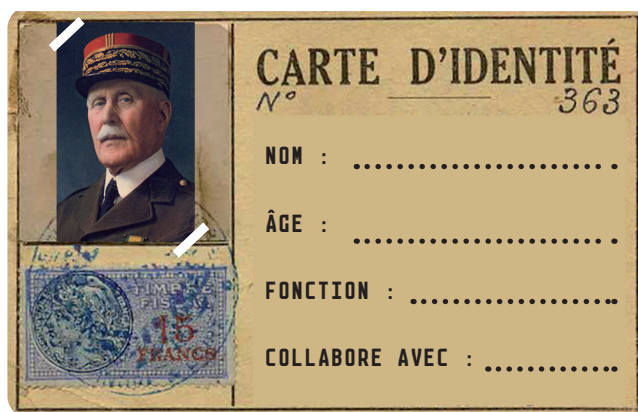 CARTE D'IDENTITÉ
N° 363
NOM : ........................
ÂGE : ........................
FONCTION : ....................
COLLABORE AVEC : .............
TIMBRE
FISCAL
15
FRANCS